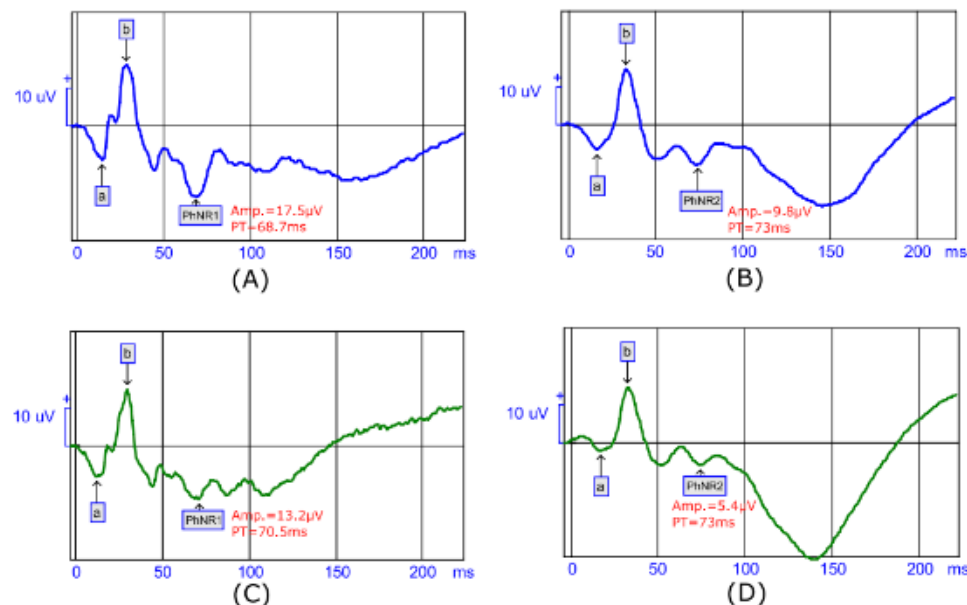 b
+
10 uV
a
PhNR1
Amp.=17.5µV
PT=68.7ms
0 50 100 150 200 ms
(A)
b
+
10 uV
a
PhNR2
Amp.=9.8µV
PT=73ms
0 50 100 150 200 ms
(B)
b
+
10 uV
a
PhNR1
Amp.=13.2µV
PT=70.5ms
0 50 100 150 200 ms
(C)
b
+
10 uV
a
PhNR2
Amp.=5.4µV
PT=73ms
0 50 100 150 200 ms
(D)